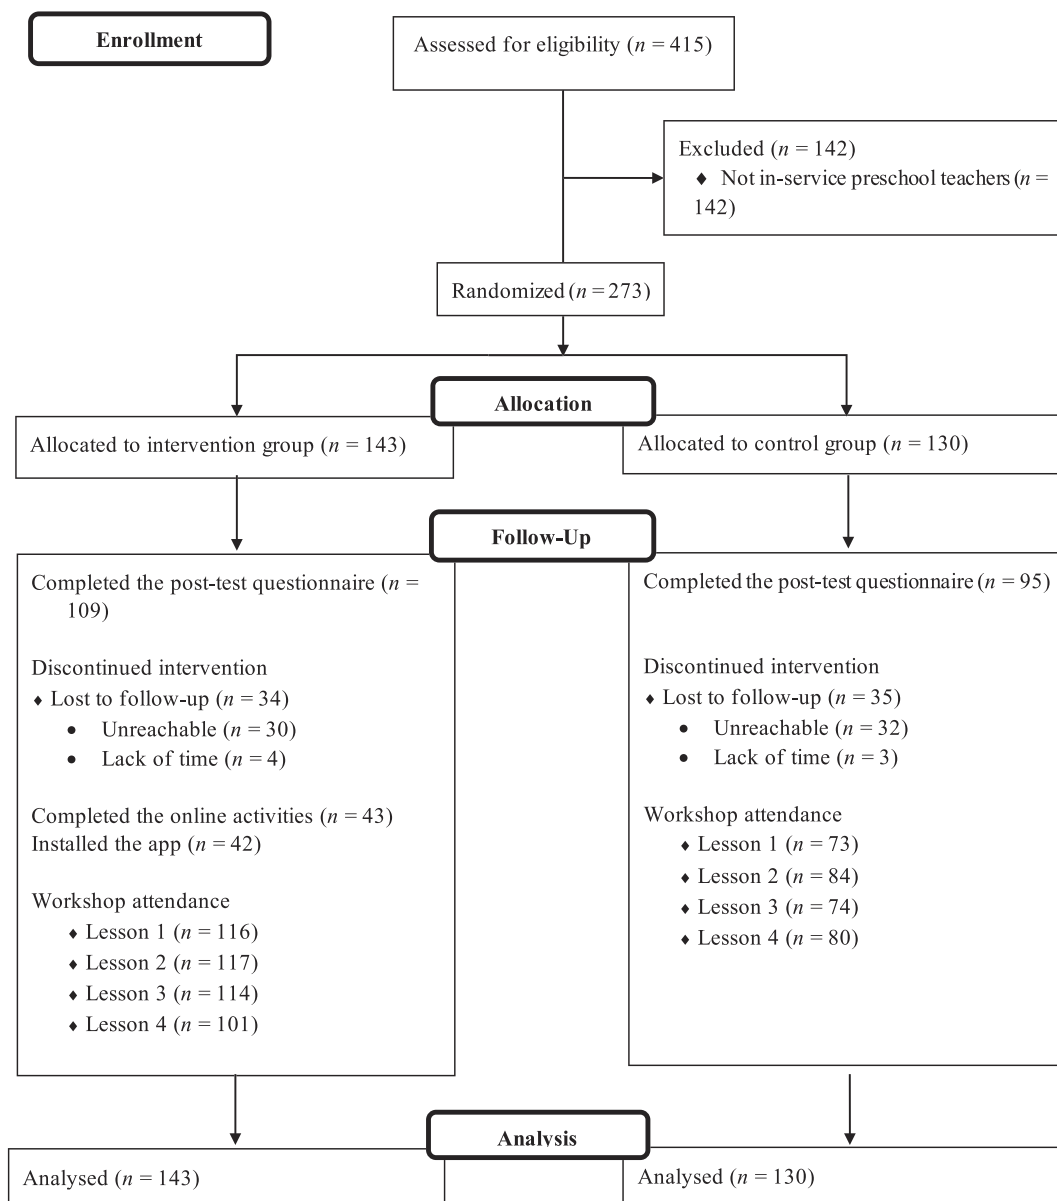 Enrollment
Assessed for eligibility (n = 415)
Excluded (n = 142)
♦ Not in-service preschool teachers (n =
142)
Randomized (n = 273)
Allocation
Allocated to intervention group (n = 143)
Allocated to control group (n = 130)
Follow-Up
Completed the post-test questionnaire (n =
109)
Discontinued intervention
♦ Lost to follow-up (n = 34)
• Unreachable (n = 30)
• Lack of time (n = 4)
Completed the online activities (n = 43)
Installed the app (n = 42)
Workshop attendance
♦ Lesson 1 (n = 116)
♦ Lesson 2 (n = 117)
♦ Lesson 3 (n = 114)
♦ Lesson 4 (n = 101)
Completed the post-test questionnaire (n = 95)
Discontinued intervention
♦ Lost to follow-up (n = 35)
• Unreachable (n = 32)
• Lack of time (n = 3)
Workshop attendance
♦ Lesson 1 (n = 73)
♦ Lesson 2 (n = 84)
♦ Lesson 3 (n = 74)
♦ Lesson 4 (n = 80)
Analysis
Analysed (n = 143)
Analysed (n = 130)